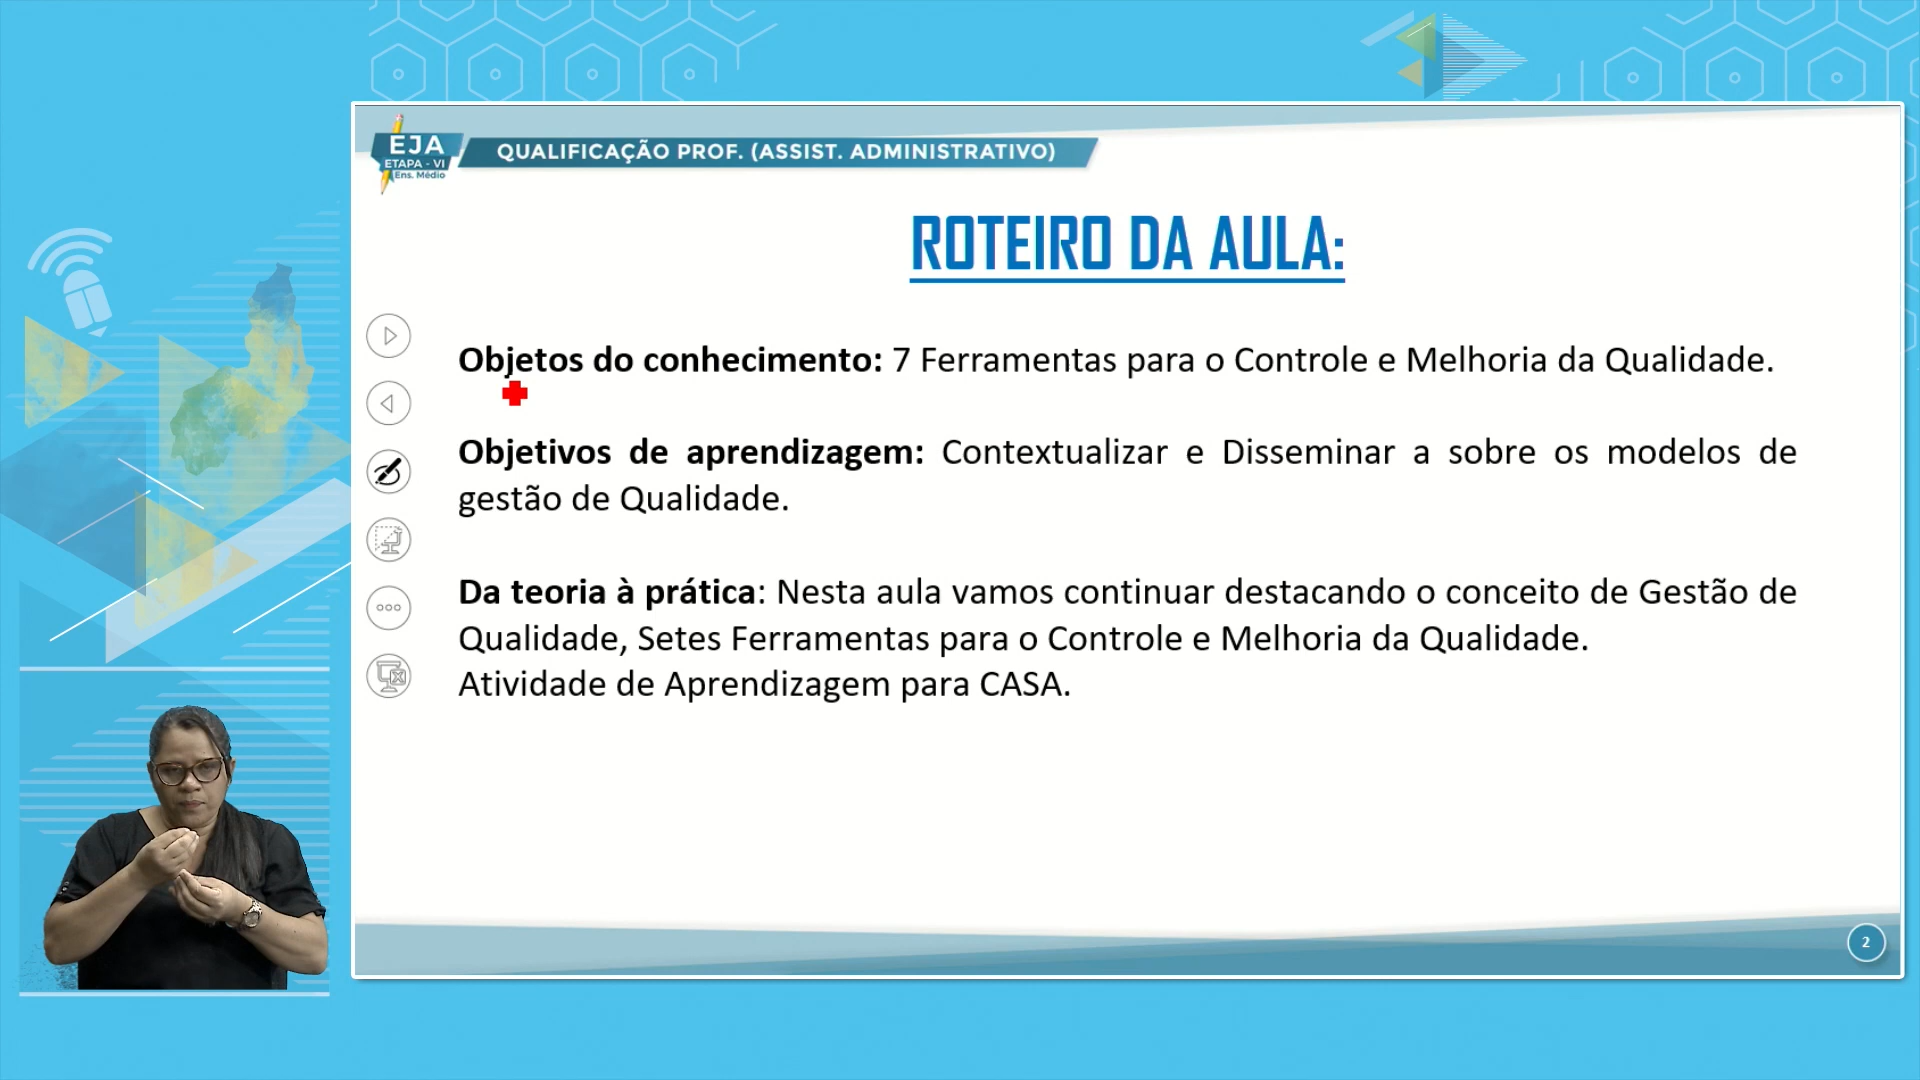 EJA
ETAPA - VI
Ens. Médio
QUALIFICAÇÃO PROF. (ASSIST. ADMINISTRATIVO)
ROTEIRO DA AULA:
Objetos do conhecimento: 7 Ferramentas para o Controle e Melhoria da Qualidade.
Objetivos de aprendizagem: Contextualizar e Disseminar a sobre os modelos de
gestão de Qualidade.
Da teoria à prática: Nesta aula vamos continuar destacando o conceito de Gestão de
Qualidade, Setes Ferramentas para o Controle e Melhoria da Qualidade.
Atividade de Aprendizagem para CASA.
2